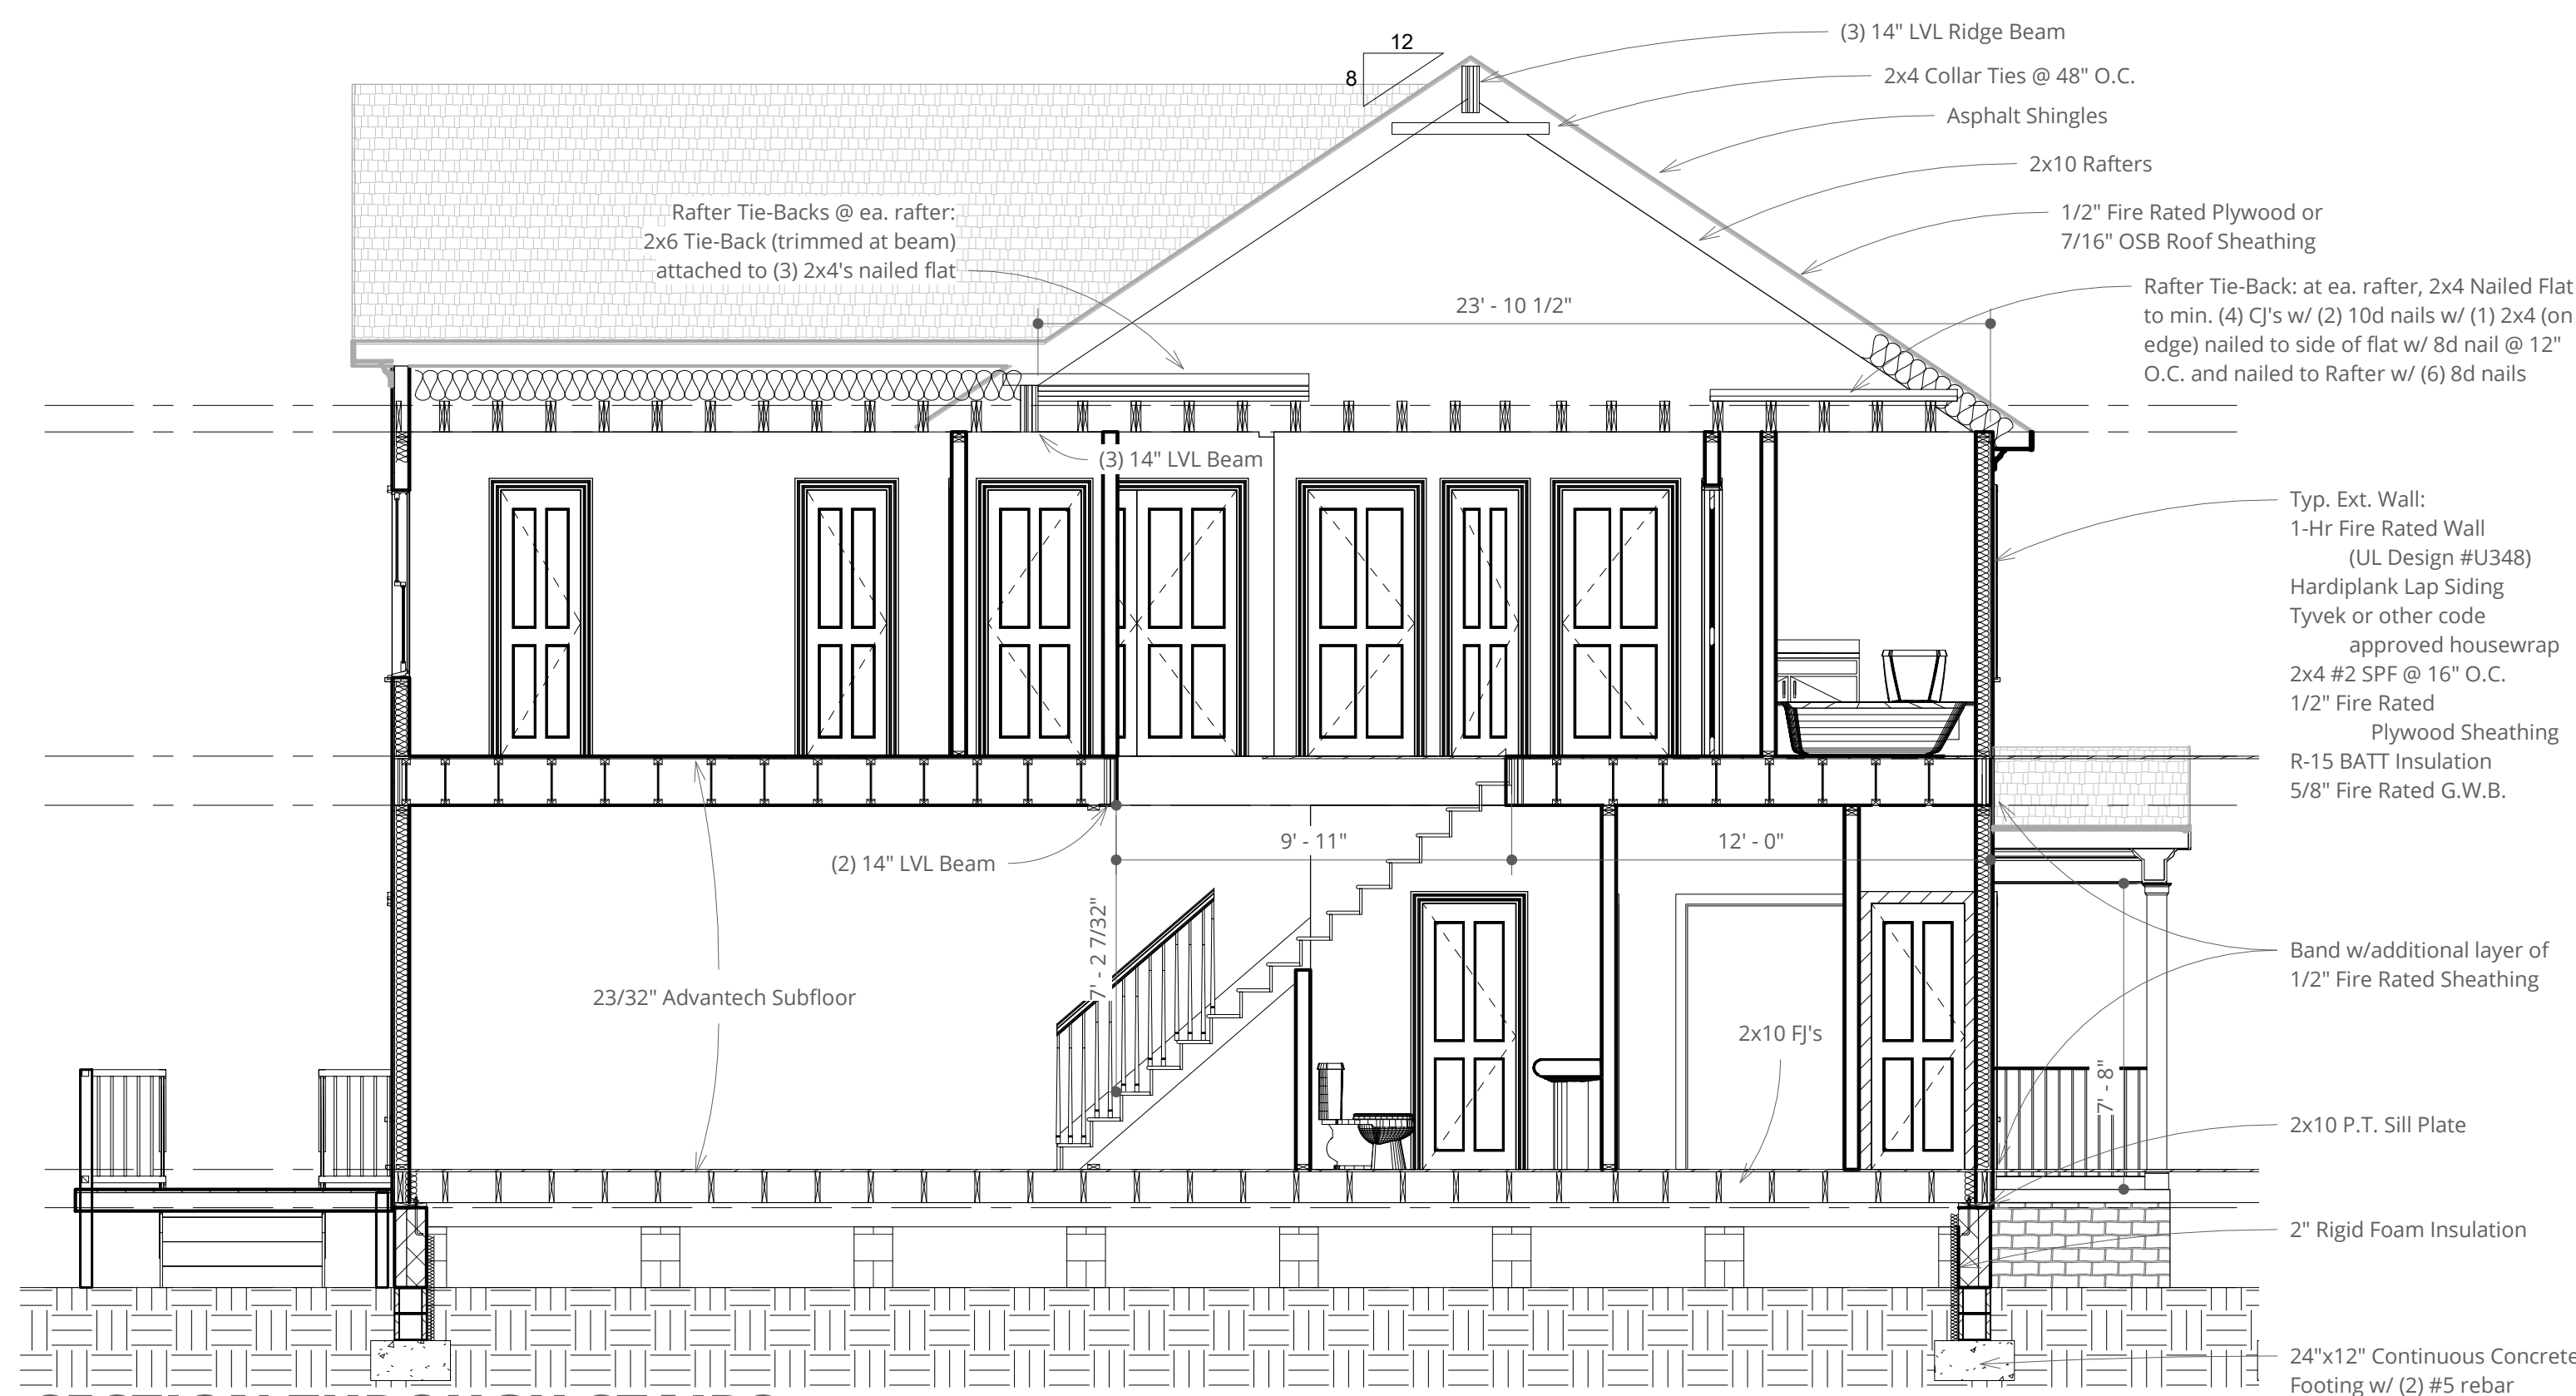 12
8
(3) 14" LVL Ridge Beam
2x4 Collar Ties @ 48" O.C.
Asphalt Shingles
2x10 Rafters
1/2" Fire Rated Plywood or
7/16" OSB Roof Sheathing
Rafter Tie-Backs @ ea. rafter:
2x6 Tie-Back (trimmed at beam)
attached to (3) 2x4's nailed flat
23' - 10 1/2"
Rafter Tie-Back: at ea. rafter, 2x4 Nailed Flat
to min. (4) CJ's w/ (2) 10d nails w/ (1) 2x4 (on
edge) nailed to side of flat w/ 8d nail @ 12"
O.C. and nailed to Rafter w/ (6) 8d nails
(3) 14" LVL Beam
Typ. Ext. Wall:
1-Hr Fire Rated Wall
(UL Design #U348)
Hardiplank Lap Siding
Tyvek or other code
approved housewrap
2x4 #2 SPF @ 16" O.C.
1/2" Fire Rated
Plywood Sheathing
R-15 BATT Insulation
5/8" Fire Rated G.W.B.
(2) 14" LVL Beam
9' - 11"
12' - 0"
7' - 2 7/32"
23/32" Advantech Subfloor
2x10 FJ's
Band w/additional layer of
1/2" Fire Rated Sheathing
7' - 8"
2x10 P.T. Sill Plate
2" Rigid Foam Insulation
24"x12" Continuous Concrete
Footing w/ (2) #5 rebar
SECTION THROUGH STAIRS